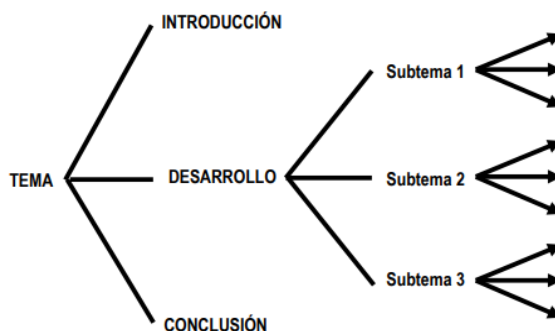 INTRODUCCIÓN
Subtema 1
TEMA
DESARROLLO
Subtema 2
Subtema 3
CONCLUSIÓN